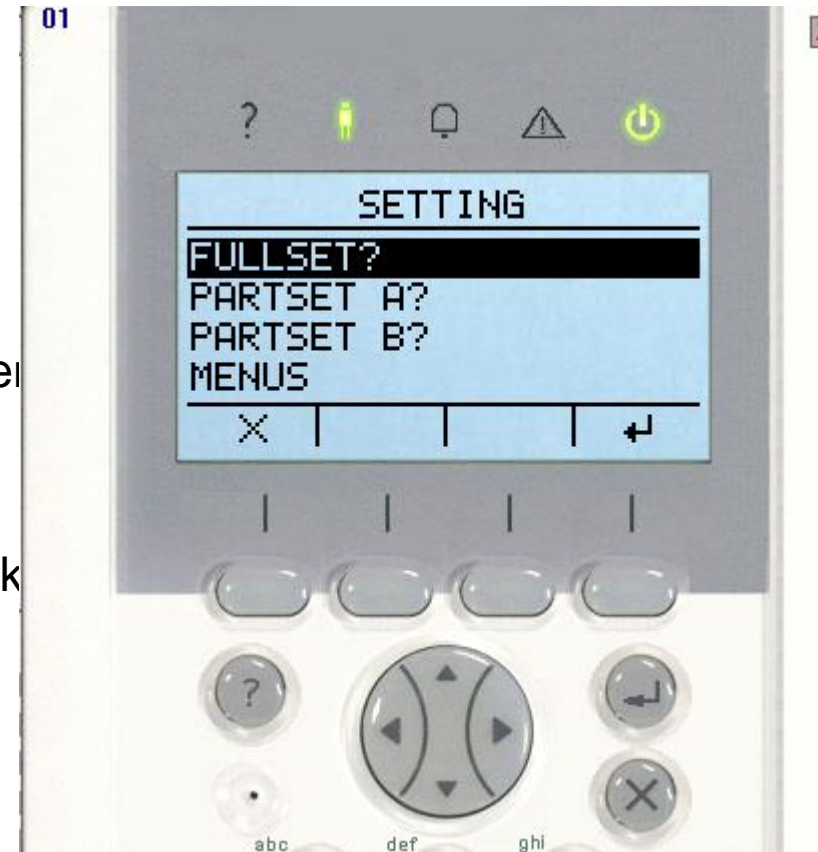 01
?
SETTING
FULLSET?
PARTSET A?
PARTSET B?
MENUS
?
abc def ghi